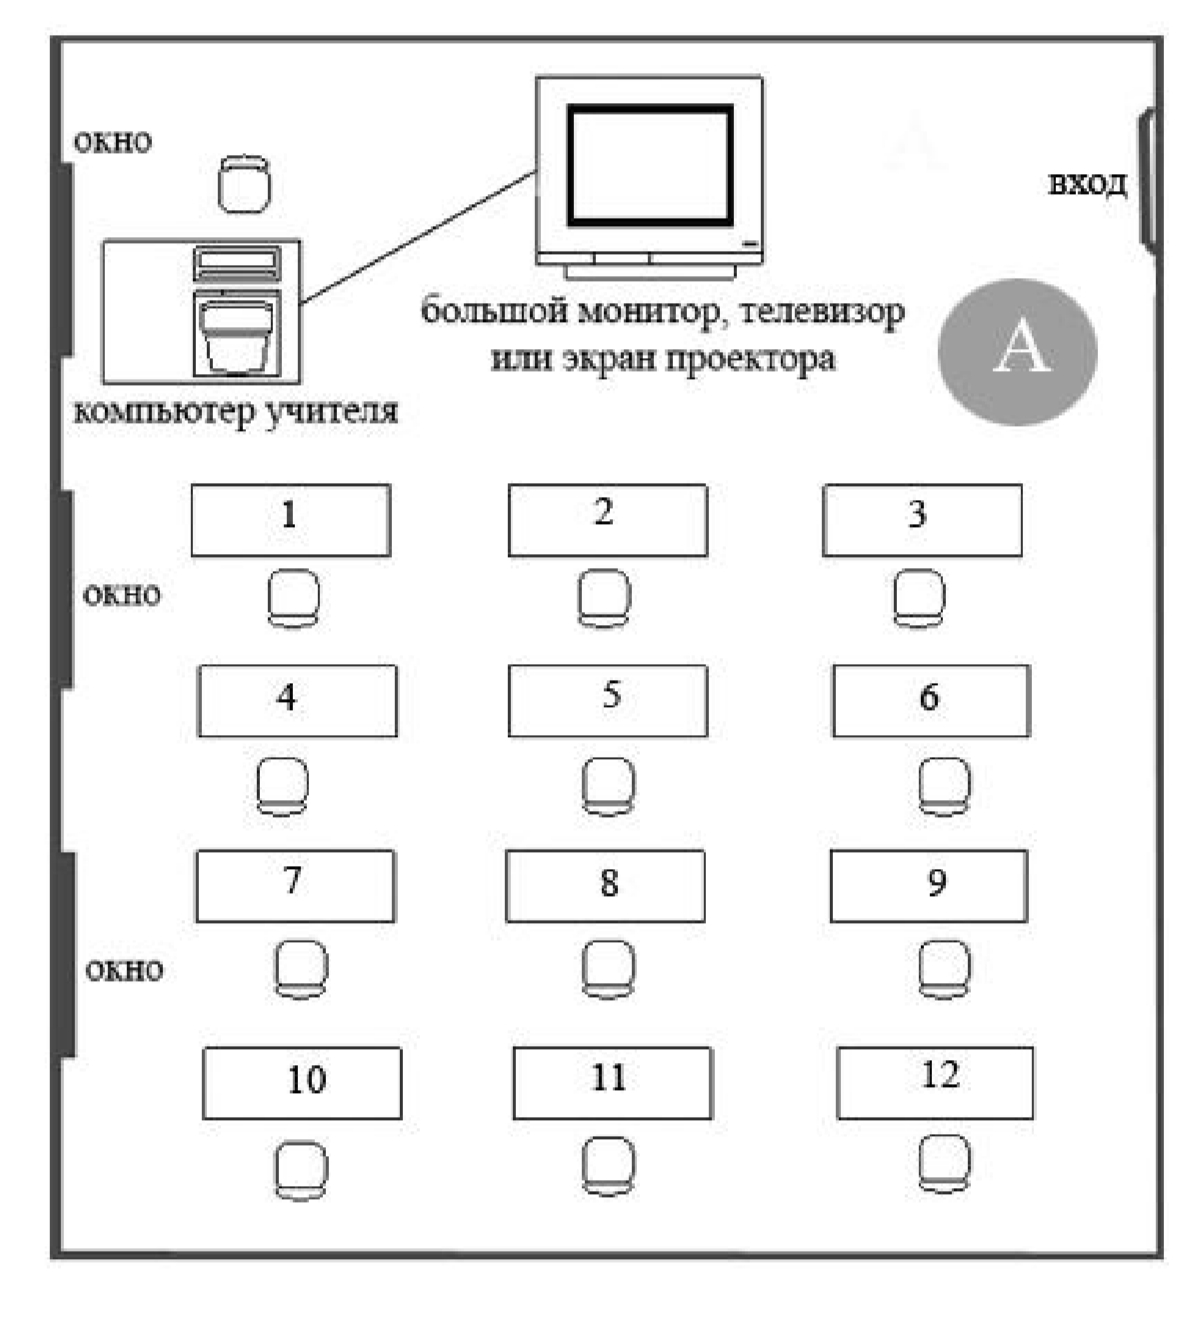 окно
вход
большой монитор, телевизор
или экран проектора
А
компьютер учителя
1
2
3
окно
4
5
6
7
8
9
окно
10
11
12